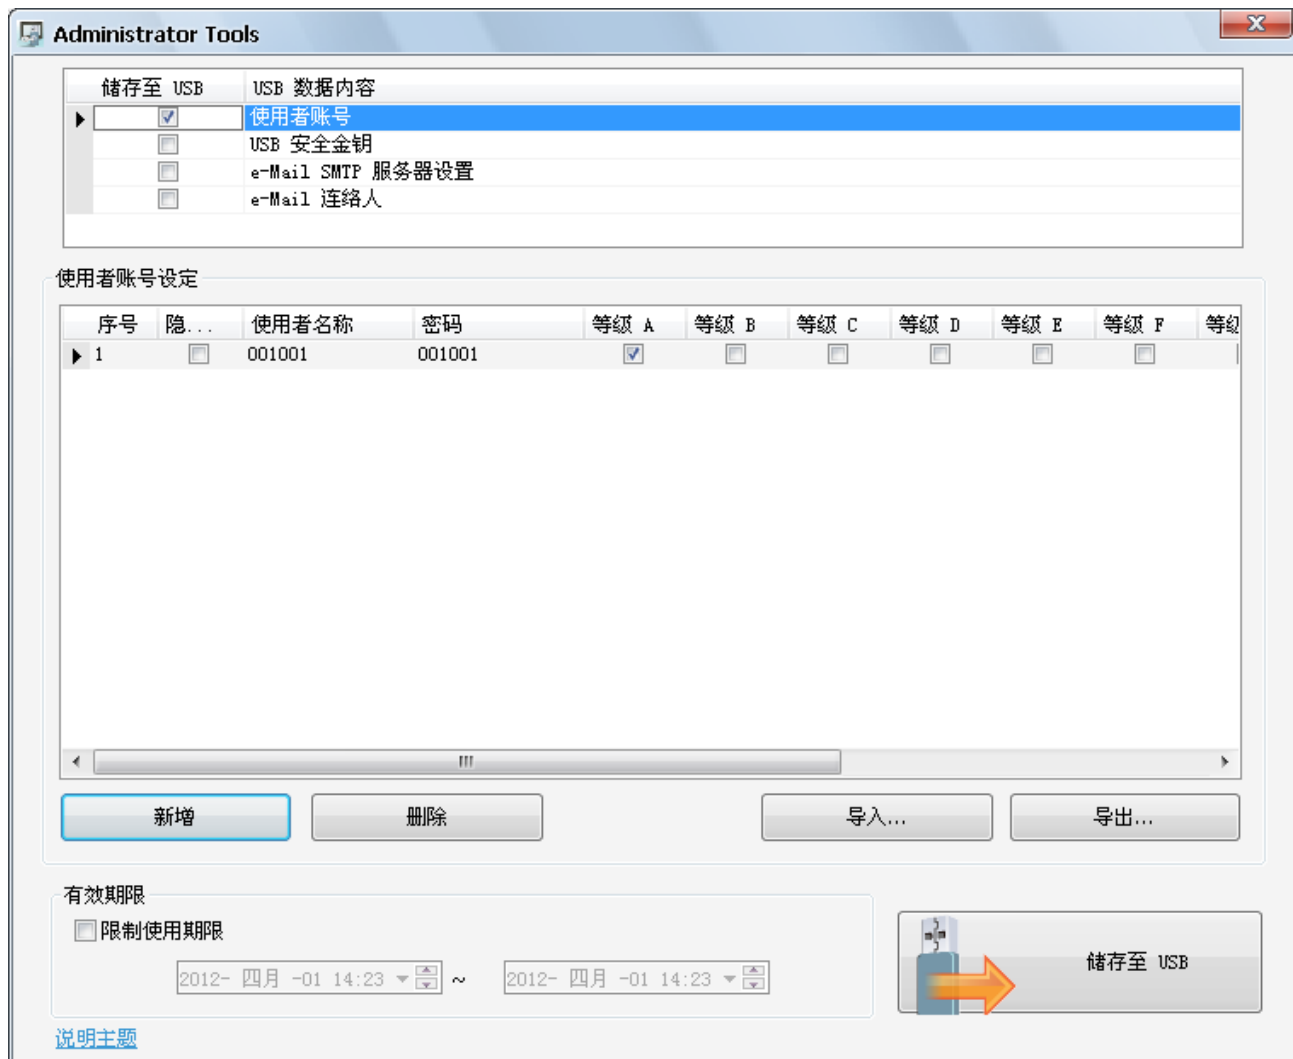 Administrator Tools
储存至 USB USB 数据内容
使用者账号
USB 安全金钥
e-Mail SMTP 服务器设置
e-Mail 连络人
使用者账号设定
序号 隐... 使用者名称 密码 等级 A 等级 B 等级 C 等级 D 等级 E 等级 F 等级
1 001001 001001
新增 删除 导入... 导出...
有效期限
限制使用期限
2012- 四月 -01 14:23 ~ 2012- 四月 -01 14:23
储存至 USB
说明主题